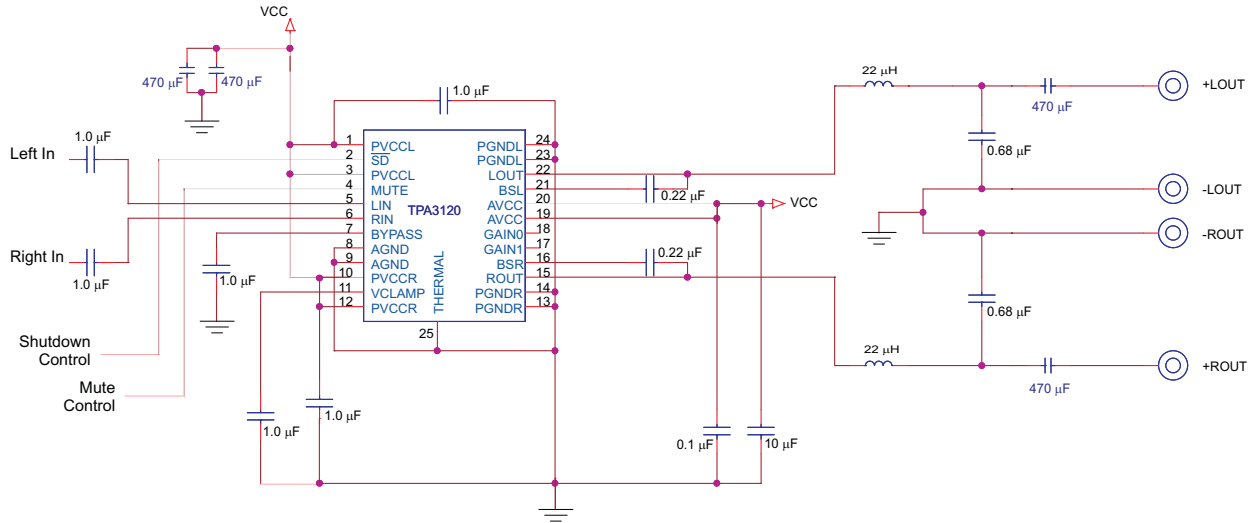 VCC
470 μF 470 μF
1.0 μF
22 μH
470 μF
+LOUT
1.0 μF
Left In
0.68 μF
1 PVCCL PGNDL 24
2 SD PGNDL 23
3 PVCCL LOUT 22
4 MUTE BSL 21
5 LIN TPA3120 AVCC 20
6 RIN AVCC 19
7 BYPASS GAIN0 18
8 AGND GAIN1 17
9 AGND BSR 16
10 PVCCR ROUT 15
11 VCLAMP PGNDR 14
12 PVCCR PGNDR 13
THERMAL
25
0.22 μF
VCC
-LOUT
-ROUT
Right In
1.0 μF
1.0 μF
0.22 μF
0.68 μF
Shutdown
Control
Mute
Control
22 μH
470 μF
+ROUT
1.0 μF
1.0 μF
0.1 μF
10 μF